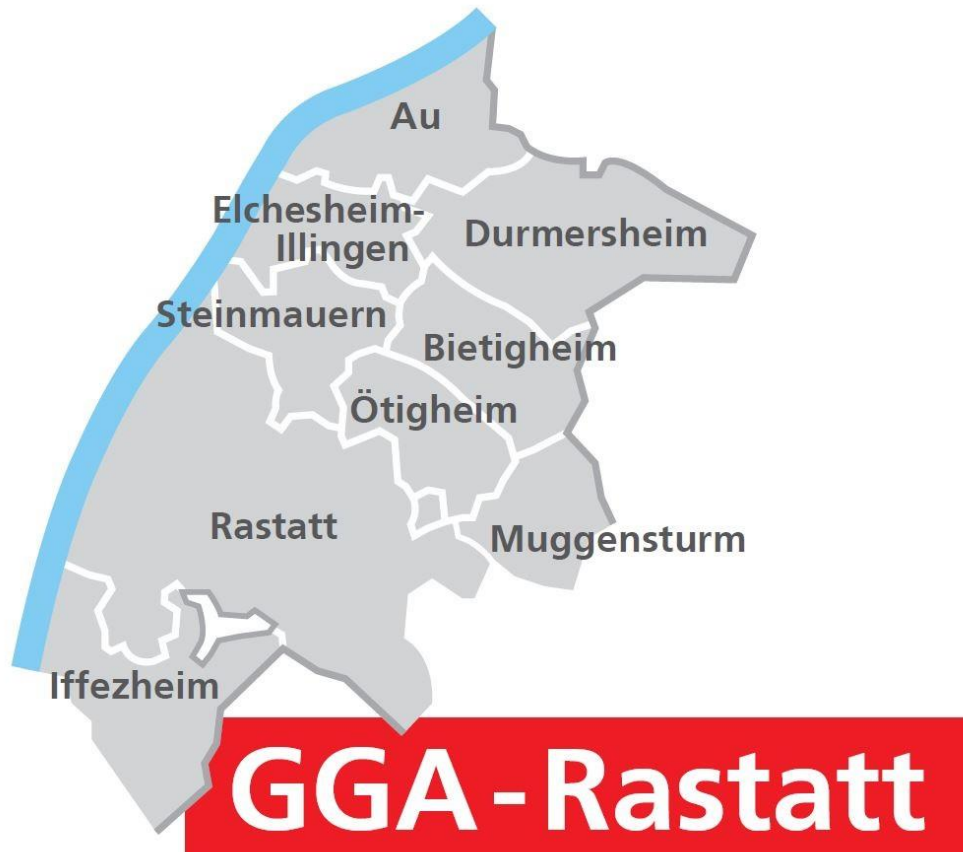 Au
Elchesheim-
Illingen
Durmersheim
Steinmauern
Bietigheim
Ötigheim
Rastatt
Muggensturm
Iffezheim
GGA - Rastatt